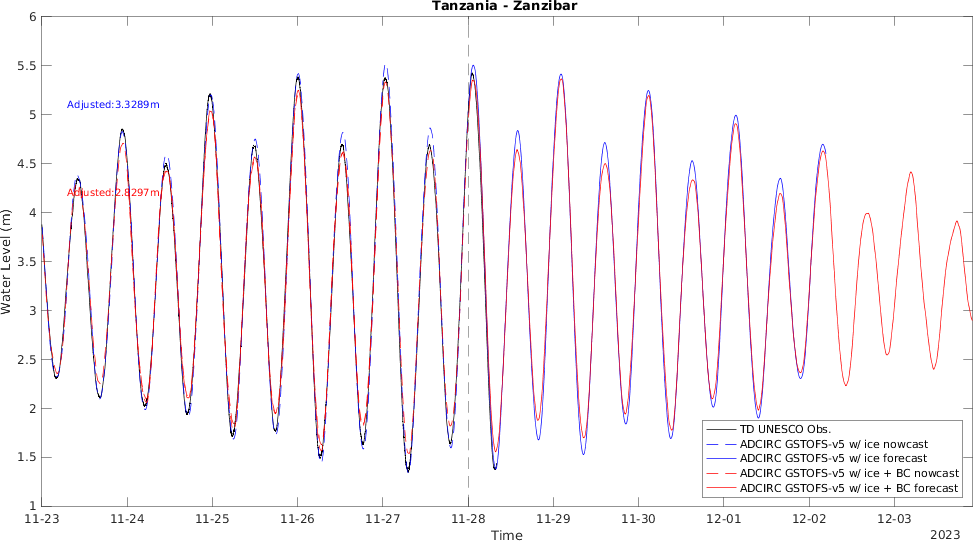 Tanzania - Zanzibar
6
5.5
5
4.5
4
3.5
3
2.5
2
1.5
1
Water Level (m)
Adjusted:3.3289m
Adjusted:2.8297m
TD UNESCO Obs.
ADCIRC GSTOFS-v5 w/ ice nowcast
ADCIRC GSTOFS-v5 w/ ice forecast
ADCIRC GSTOFS-v5 w/ ice + BC nowcast
ADCIRC GSTOFS-v5 w/ ice + BC forecast
11-23 11-24 11-25 11-26 11-27 11-28 11-29 11-30 12-01 12-02 12-03
Time
2023